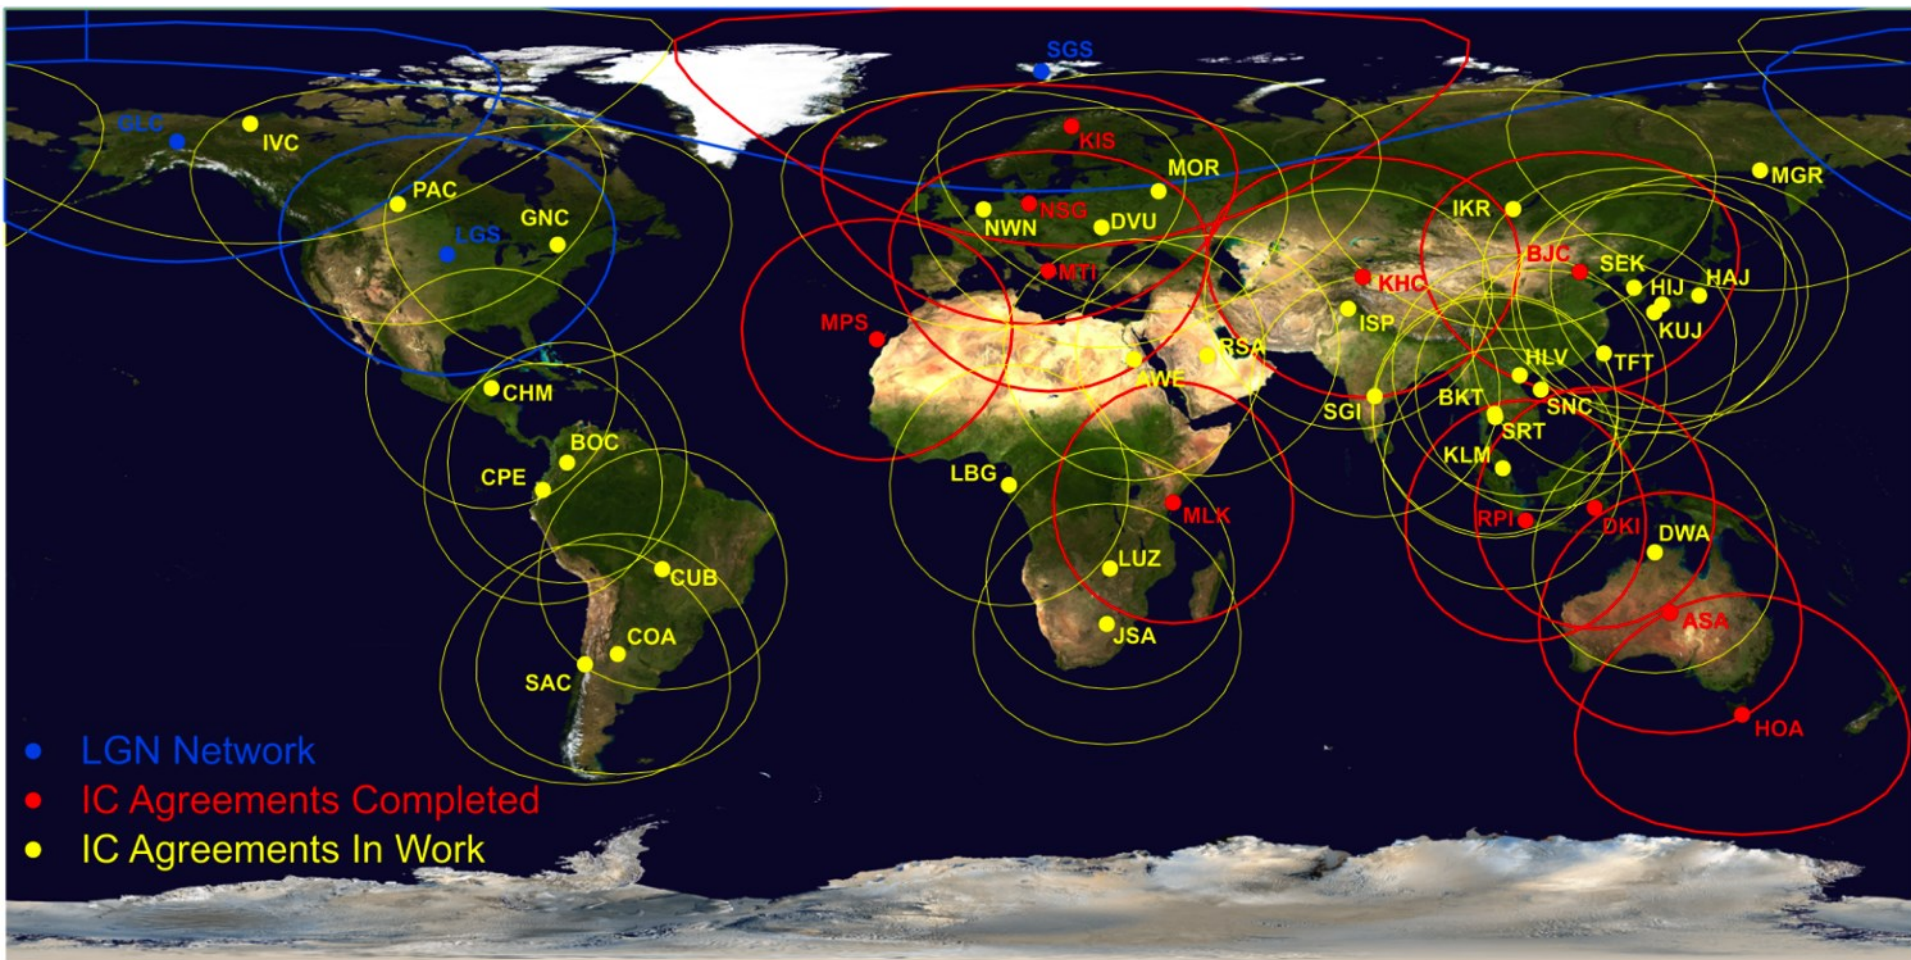 SGS
GLC
IVC
KIS
MOR
MGR
PAC
GNC
LGS
NSG
NWN
DVU
IKR
MTI
KHC
BJC
SEK
HIJ
HAJ
KUJ
MPS
ISP
RSA
AWE
HLV
TFT
CHM
SGI
BKT
SNC
SRT
BOC
CPE
LBG
KLM
MLK
RPI
DKI
DWA
LUZ
CUB
JSA
COA
ASA
SAC
HOA
LGN Network
IC Agreements Completed
IC Agreements In Work